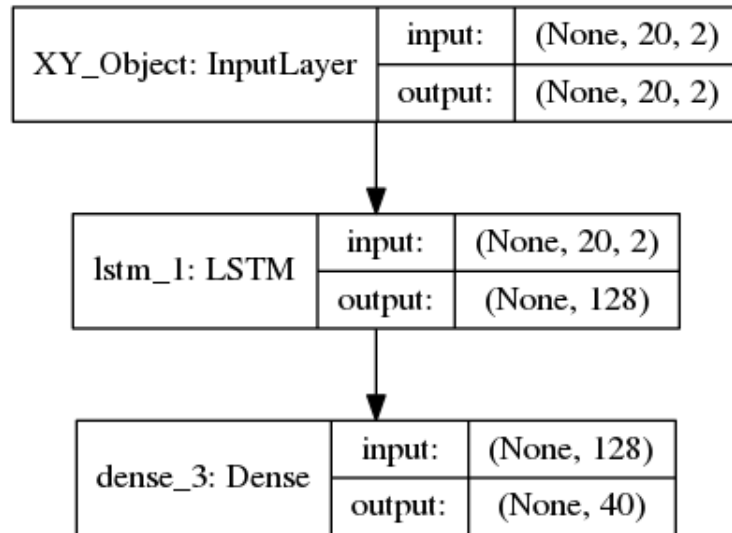 XY_Object: InputLayer
input: (None, 20, 2)
output: (None, 20, 2)
lstm_1: LSTM
input: (None, 20, 2)
output: (None, 128)
dense_3: Dense
input: (None, 128)
output: (None, 40)